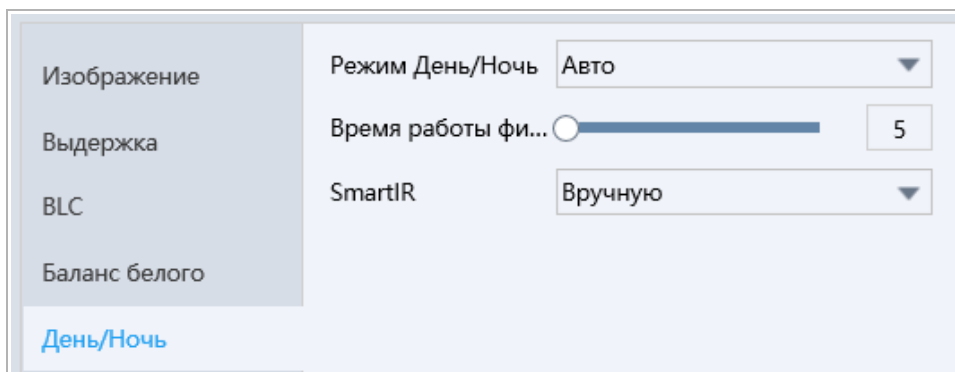 Изображение
Выдержка
BLC
Баланс белого
День/Ночь
Режим День/Ночь Авто
Время работы фи... 5
SmartIR Вручную